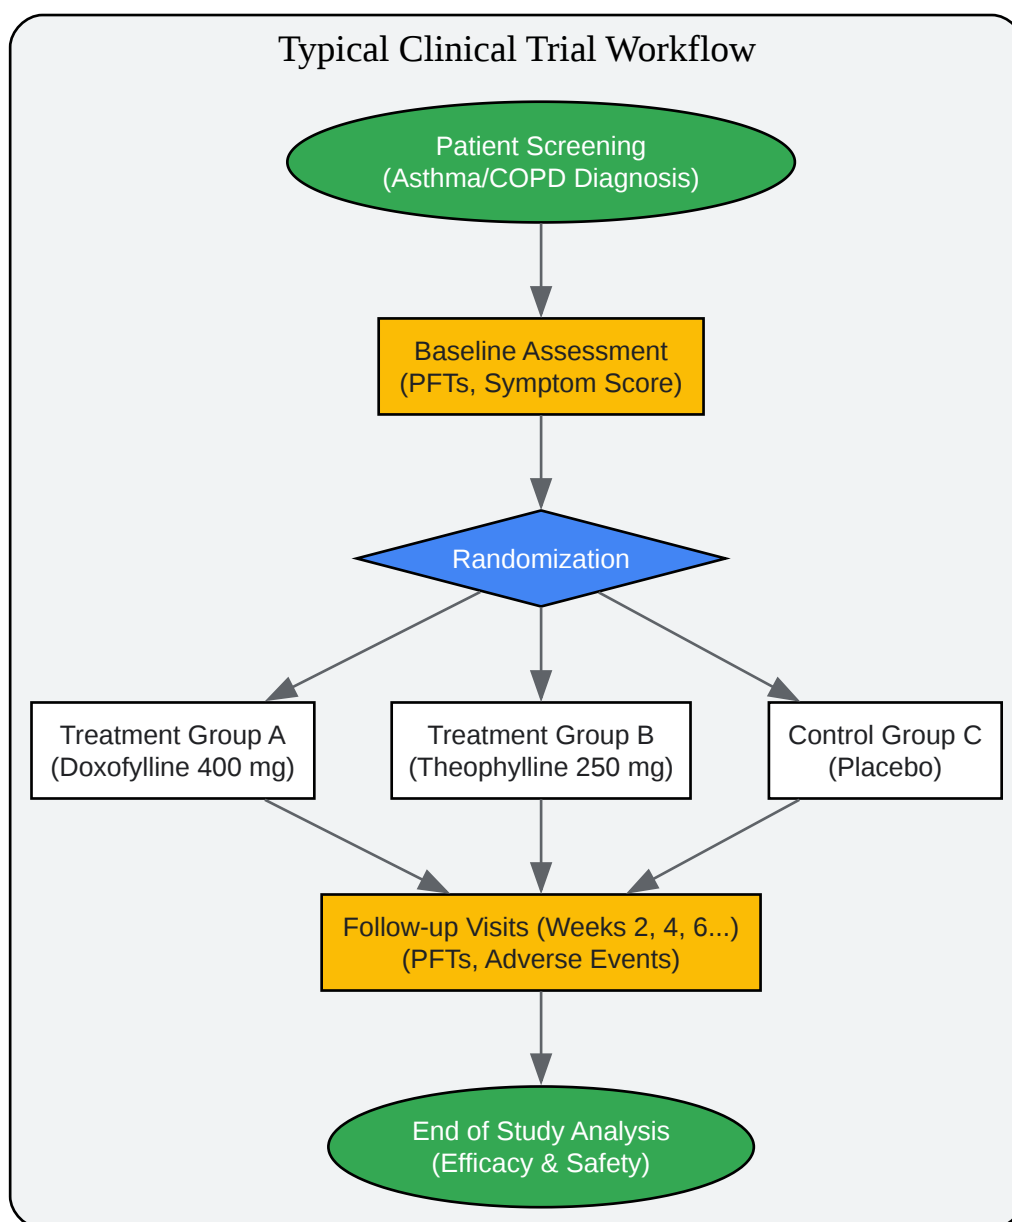 Typical Clinical Trial Workflow
Patient Screening
(Asthma/COPD Diagnosis)
Baseline Assessment
(PFTs, Symptom Score)
Randomization
Treatment Group A
(Doxofylline 400 mg)
Treatment Group B
(Theophylline 250 mg)
Control Group C
(Placebo)
Follow-up Visits (Weeks 2, 4, 6...)
(PFTs, Adverse Events)
End of Study Analysis
(Efficacy & Safety)